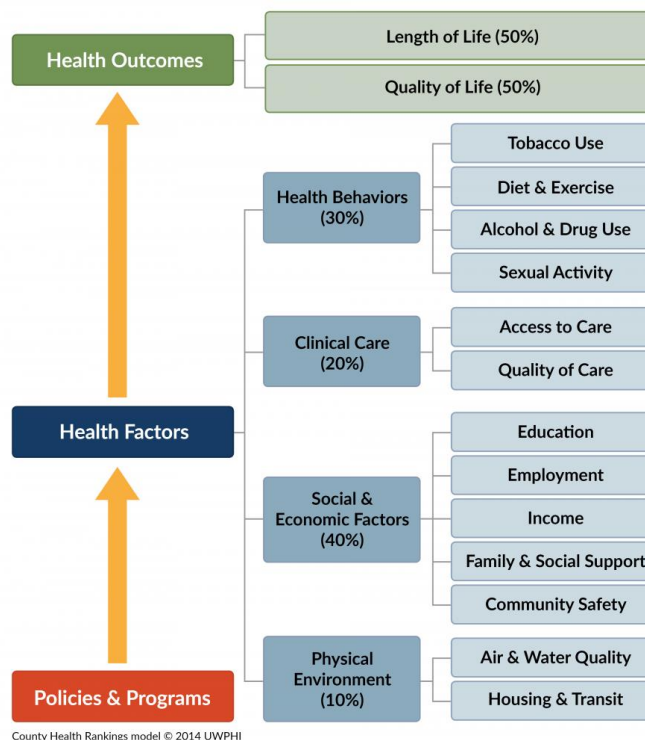 Health Outcomes
Length of Life (50%)
Quality of Life (50%)
Health Behaviors
(30%)
Tobacco Use
Diet & Exercise
Alcohol & Drug Use
Sexual Activity
Clinical Care
(20%)
Access to Care
Quality of Care
Health Factors
Social &
Economic Factors
(40%)
Education
Employment
Income
Family & Social Support
Community Safety
Physical
Environment
(10%)
Air & Water Quality
Housing & Transit
Policies & Programs
County Health Rankings model © 2014 UWPHI